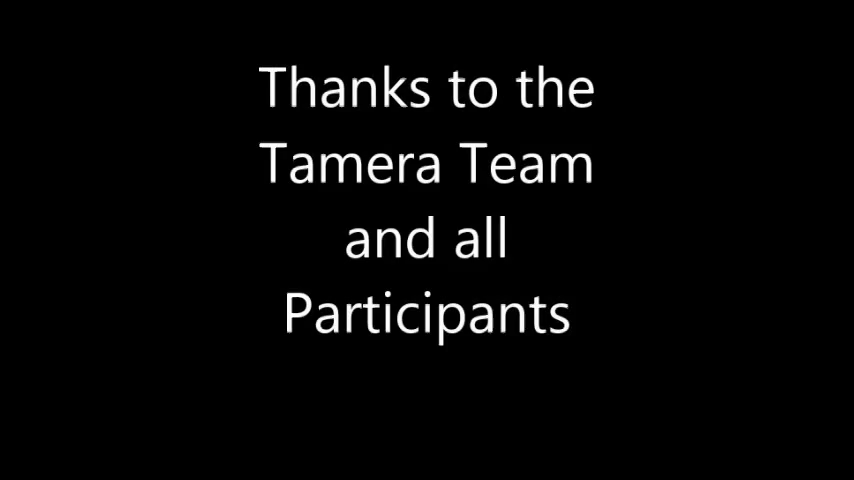 Thanks to the
Tamera Team
and all
Participants